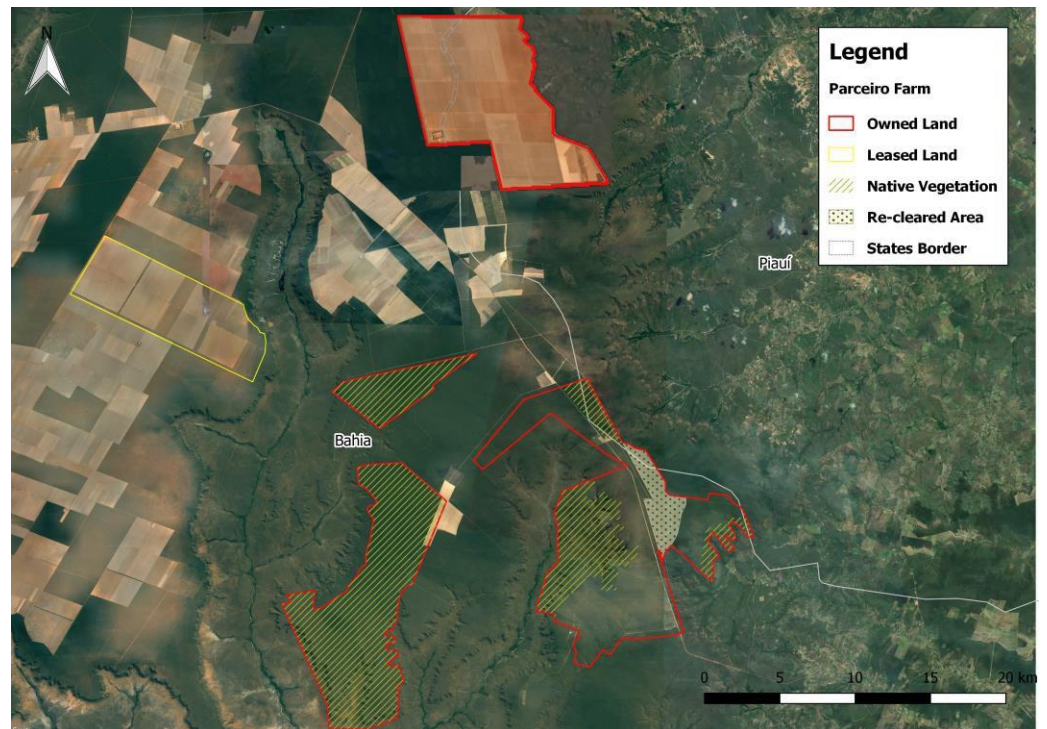 N
Legend
Parceiro Farm
Owned Land
Leased Land
Native Vegetation
Re-cleared Area
States Border
Piauí
Bahia
0 5 10 15 20 km